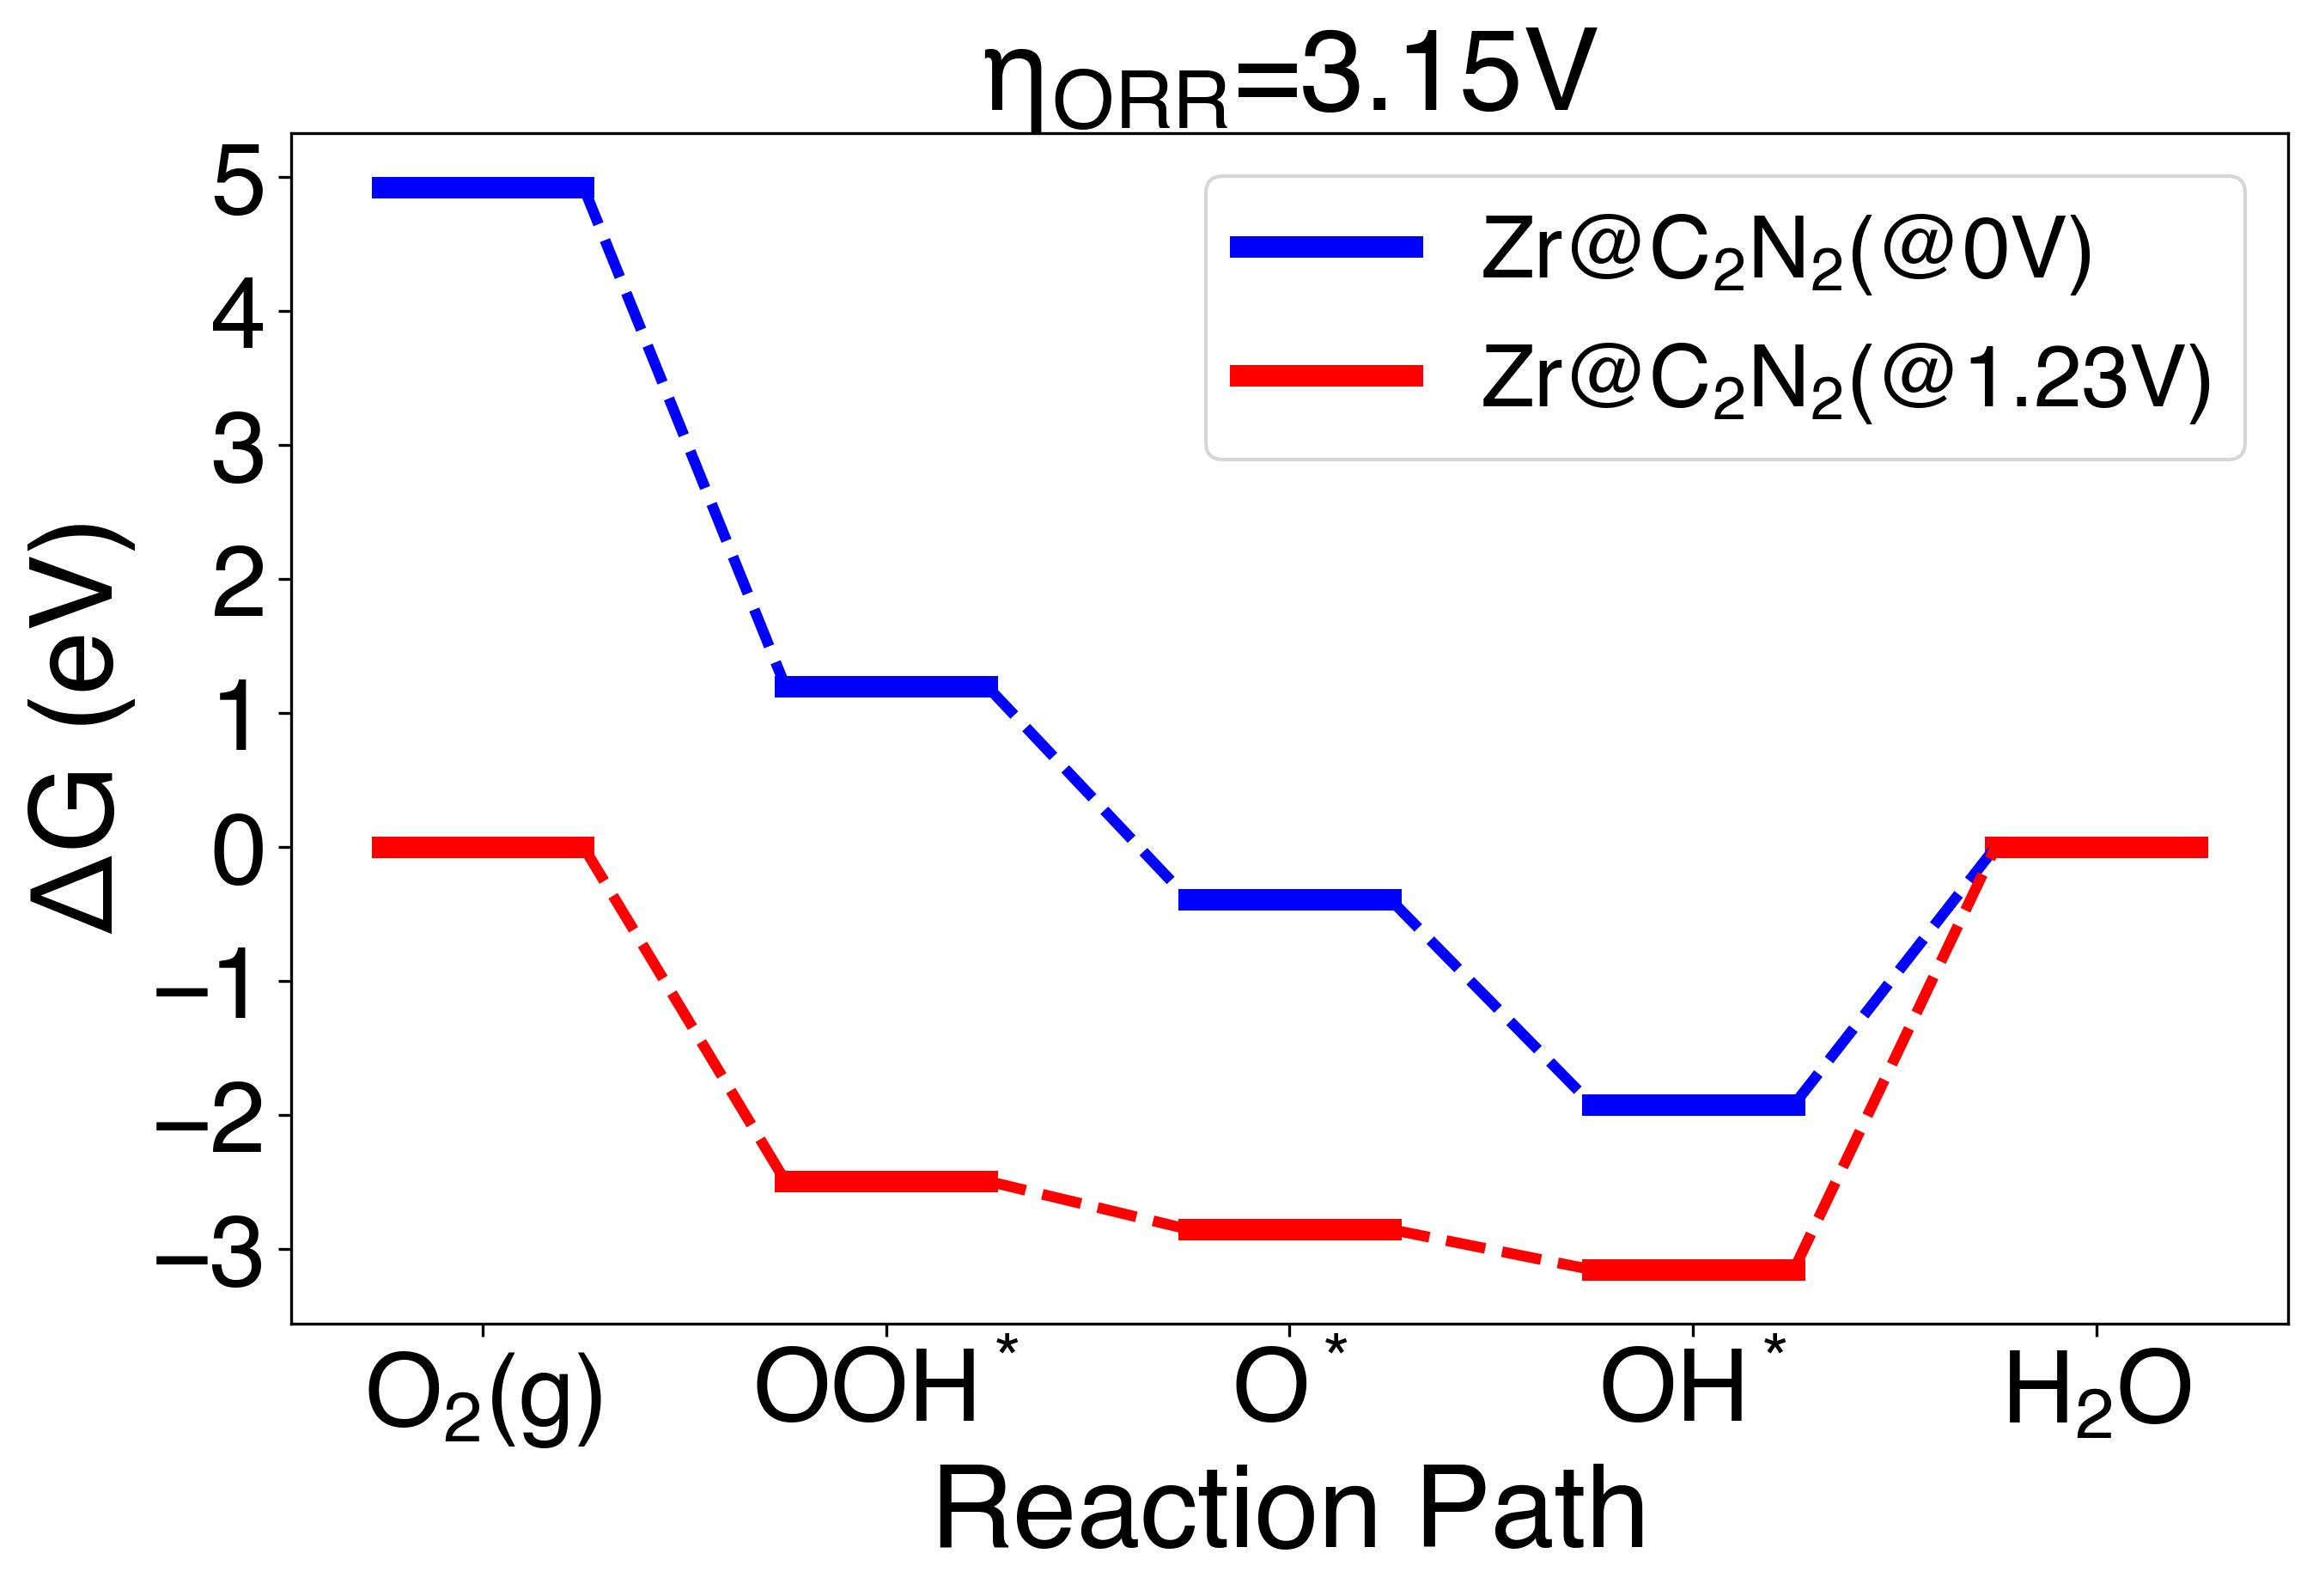 η_ORR=3.15V
Zr@C₂N₂(@0V)
Zr@C₂N₂(@1.23V)
ΔG (eV)
5
4
3
2
1
0
−1
−2
−3
O₂(g) OOH* O* OH* H₂O
Reaction Path